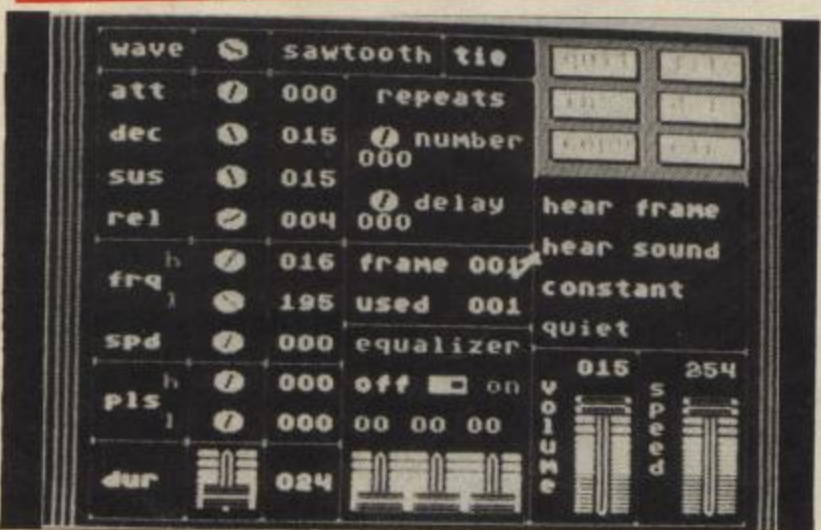 wave sawtooth tie
att 000 repeats
dec 015 number
000
sus 015
delay
rel 004 000
hear frame
hear sound
constant
quiet
frq h 016 frame 001
l 195 used 001
spd 000 equalizer
pls h 000 off on
l 000 00 00 00
dur 024
015 254
volume speed